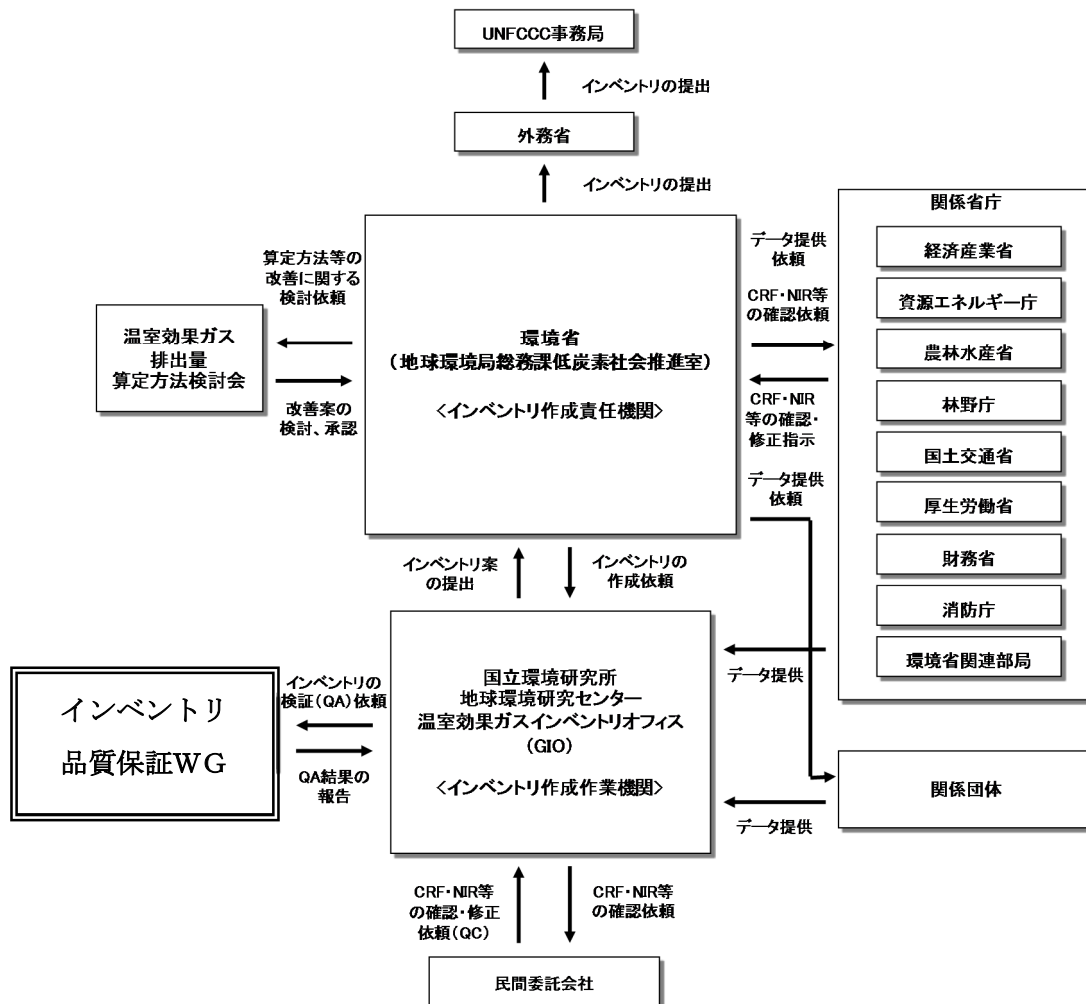 UNFCCC事務局
インベントリの提出
外務省
インベントリの提出
環境省
(地球環境局総務課低炭素社会推進室)
<インベントリ作成責任機関>
算定方法等の
改善に関する
検討依頼
温室効果ガス
排出量
算定方法検討会
改善案の
検討、承認
データ提供
依頼
CRF・NIR等
の確認依頼
CRF・NIR
等の確認・
修正指示
データ提供
依頼
関係省庁
経済産業省
資源エネルギー庁
農林水産省
林野庁
国土交通省
厚生労働省
財務省
消防庁
環境省関連部局
インベントリ案
の提出
インベントリの
作成依頼
国立環境研究所
地球環境研究センター
温室効果ガスインベントリオフィス
(GIO)
<インベントリ作成作業機関>
インベントリの
検証(QA)依頼
インベントリ
品質保証WG
QA結果の
報告
データ提供
関係団体
データ提供
CRF・NIR等
の確認・修正
依頼(QC)
CRF・NIR等
の確認依頼
民間委託会社